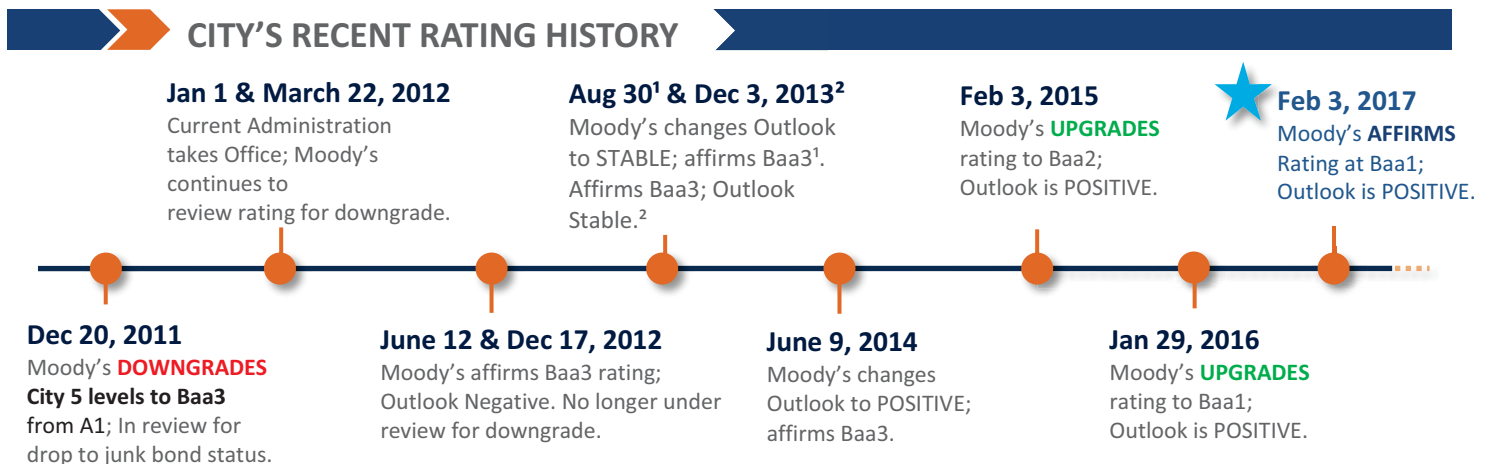 CITY’S RECENT RATING HISTORY
Jan 1 & March 22, 2012
Current Administration
takes Office; Moody’s
continues to
review rating for downgrade.
Aug 30¹ & Dec 3, 2013²
Moody’s changes Outlook
to STABLE; affirms Baa3¹.
Affirms Baa3; Outlook
Stable.²
Feb 3, 2015
Moody’s UPGRADES
rating to Baa2;
Outlook is POSITIVE.
Feb 3, 2017
Moody’s AFFIRMS
Rating at Baa1;
Outlook is POSITIVE.
Dec 20, 2011
Moody’s DOWNGRADES
City 5 levels to Baa3
from A1; In review for
drop to junk bond status.
June 12 & Dec 17, 2012
Moody’s affirms Baa3 rating;
Outlook Negative. No longer under
review for downgrade.
June 9, 2014
Moody’s changes
Outlook to POSITIVE;
affirms Baa3.
Jan 29, 2016
Moody’s UPGRADES
rating to Baa1;
Outlook is POSITIVE.